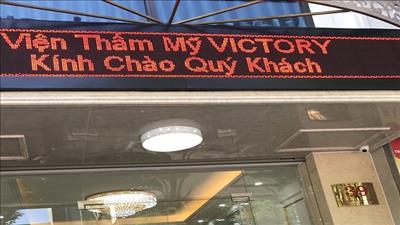 Viện Thẩm Mỹ VICTORY
Kính Chào Quý Khách